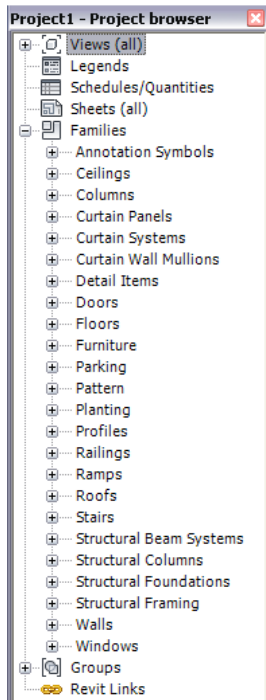 Project1 - Project browser
Views (all)
Legends
Schedules/Quantities
Sheets (all)
Families
Annotation Symbols
Ceilings
Columns
Curtain Panels
Curtain Systems
Curtain Wall Mullions
Detail Items
Doors
Floors
Furniture
Parking
Pattern
Planting
Profiles
Railings
Ramps
Roofs
Stairs
Structural Beam Systems
Structural Columns
Structural Foundations
Structural Framing
Walls
Windows
Groups
Revit Links